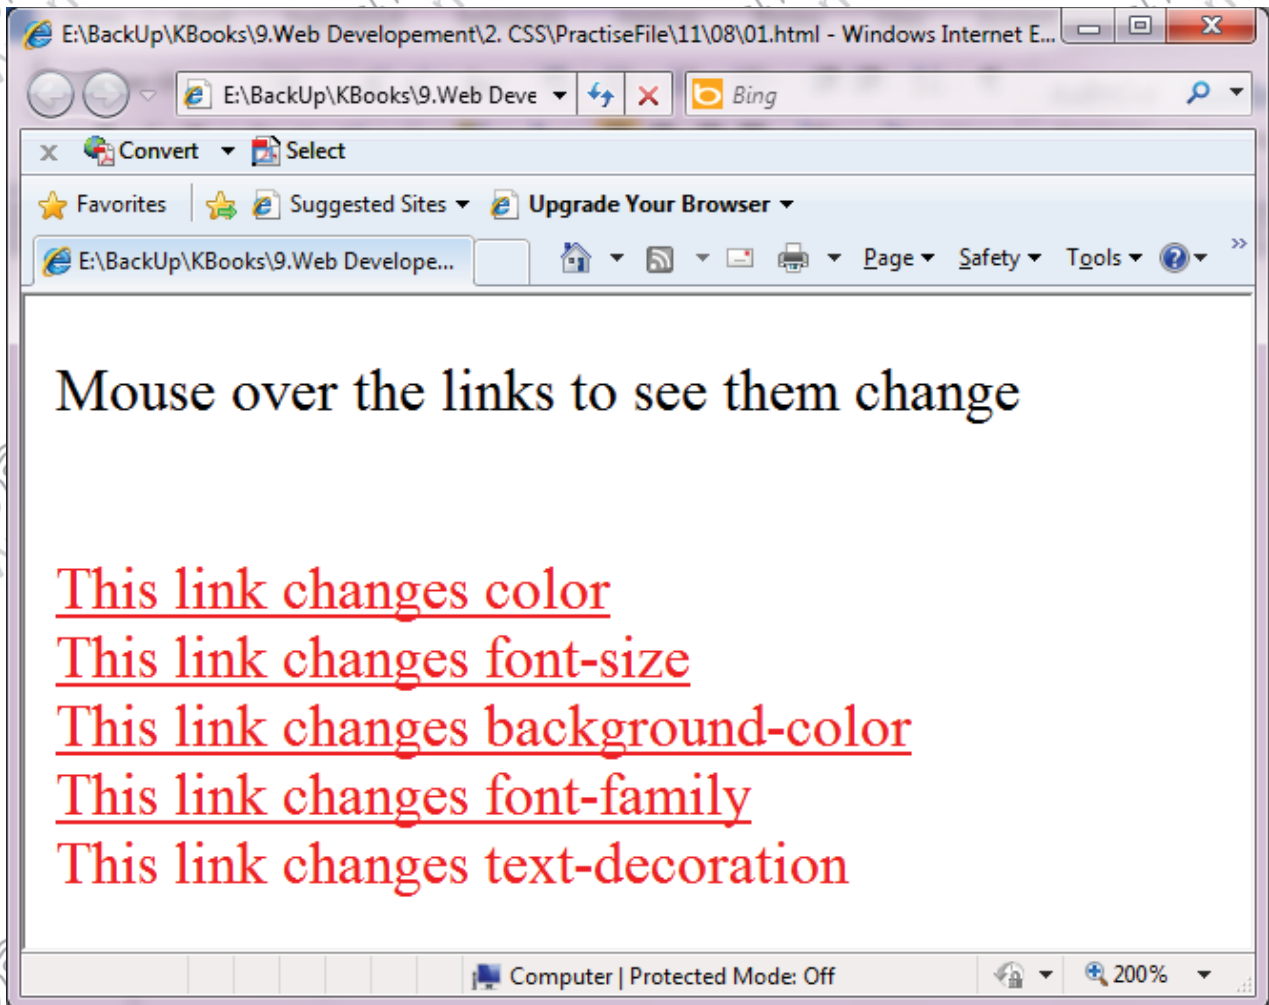 E:\BackUp\KBooks\9.Web Developement\2. CSS\PractiseFile\11\08\01.html - Windows Internet E...
E:\BackUp\KBooks\9.Web Deve
Bing
x Convert Select
Favorites Suggested Sites Upgrade Your Browser
E:\BackUp\KBooks\9.Web Develope... Page Safety Tools
Mouse over the links to see them change
This link changes color
This link changes font-size
This link changes background-color
This link changes font-family
This link changes text-decoration
Computer | Protected Mode: Off 200%